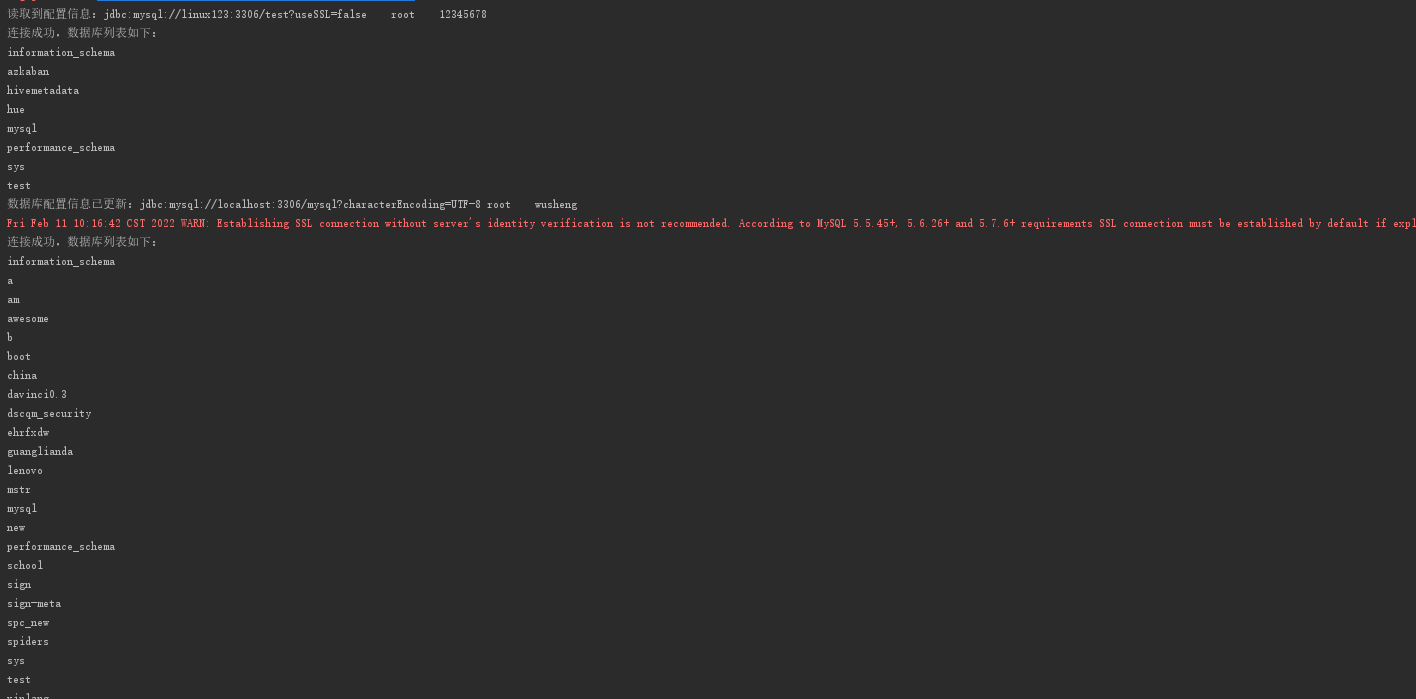 读取到配置信息：jdbc:mysql://linux123:3306/test?useSSL=false    root    12345678
连接成功，数据库列表如下：
information_schema
azkaban
hivemetadata
hue
mysql
performance_schema
sys
test
数据库配置信息已更新：jdbc:mysql://localhost:3306/mysql?characterEncoding=UTF-8 root    wusheng
Fri Feb 11 10:16:42 CST 2022 WARN: Establishing SSL connection without server's identity verification is not recommended. According to MySQL 5.5.45+, 5.6.26+ and 5.7.6+ requirements SSL connection must be established by default if expl
连接成功，数据库列表如下：
information_schema
a
am
awesome
b
boot
china
davinci0.3
dscqm_security
ehrfxdw
guanglianda
lenovo
mstr
mysql
new
performance_schema
school
sign
sign-meta
spc_new
spiders
sys
test